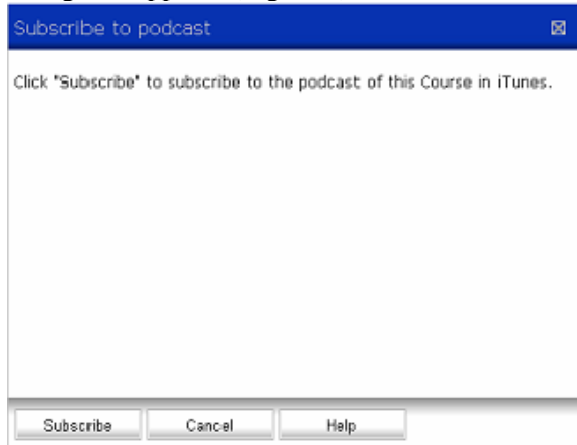 Subscribe to podcast
Click "Subscribe" to subscribe to the podcast of this Course in iTunes.
Subscribe Cancel Help